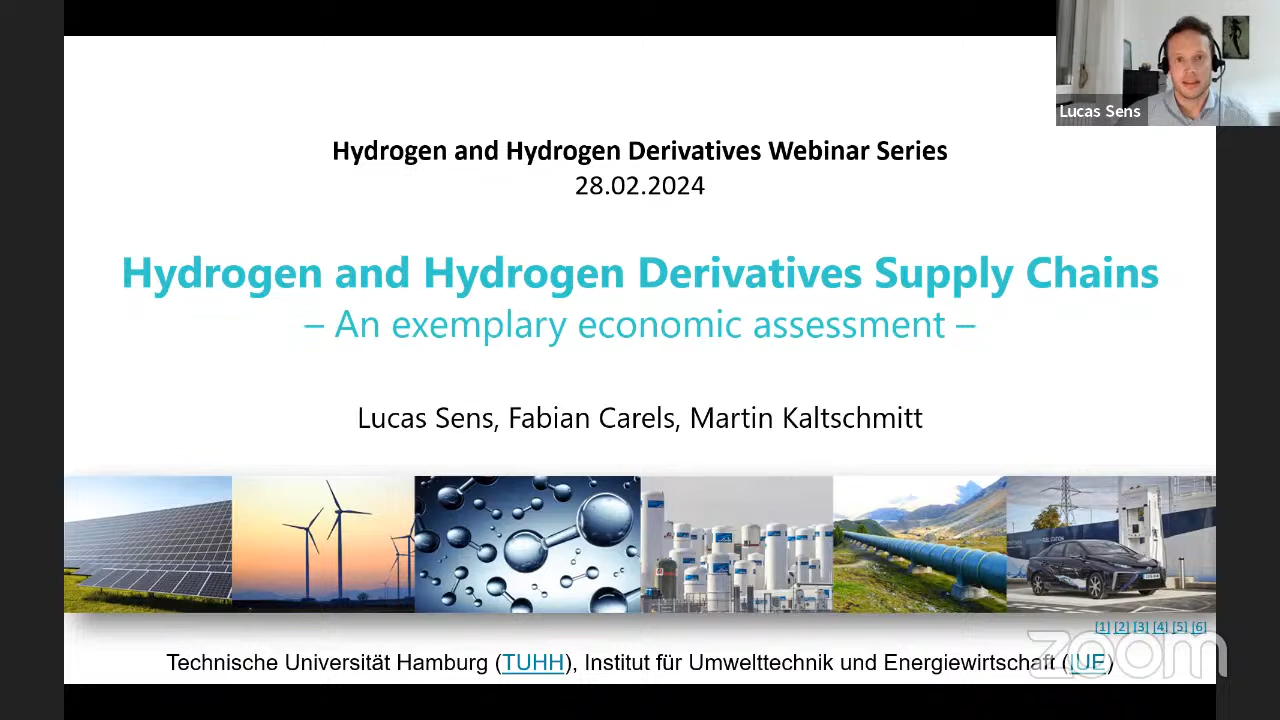 Lucas Sens
Hydrogen and Hydrogen Derivatives Webinar Series
28.02.2024
Hydrogen and Hydrogen Derivatives Supply Chains
– An exemplary economic assessment –
Lucas Sens, Fabian Carels, Martin Kaltschmitt
[1] [2] [3] [4] [5] [6]
Technische Universität Hamburg (TUHH), Institut für Umwelttechnik und Energiewirtschaft (IUE)
zoom